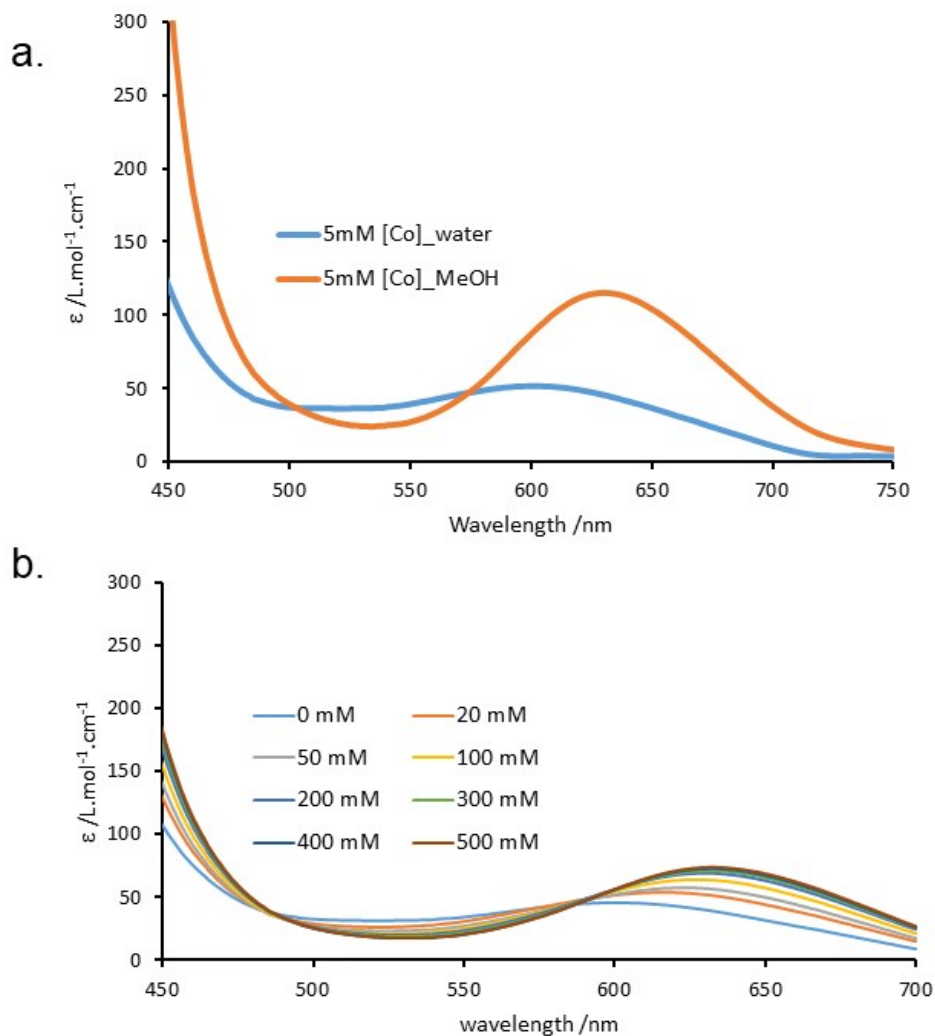 a.
300
250
200
150
100
50
0
ε /L.mol⁻¹.cm⁻¹
5mM [Co]_water
5mM [Co]_MeOH
450 500 550 600 650 700 750
Wavelength /nm
b.
300
250
200
150
100
50
0
ε /L.mol⁻¹.cm⁻¹
0 mM 20 mM
50 mM 100 mM
200 mM 300 mM
400 mM 500 mM
450 500 550 600 650 700
wavelength /nm